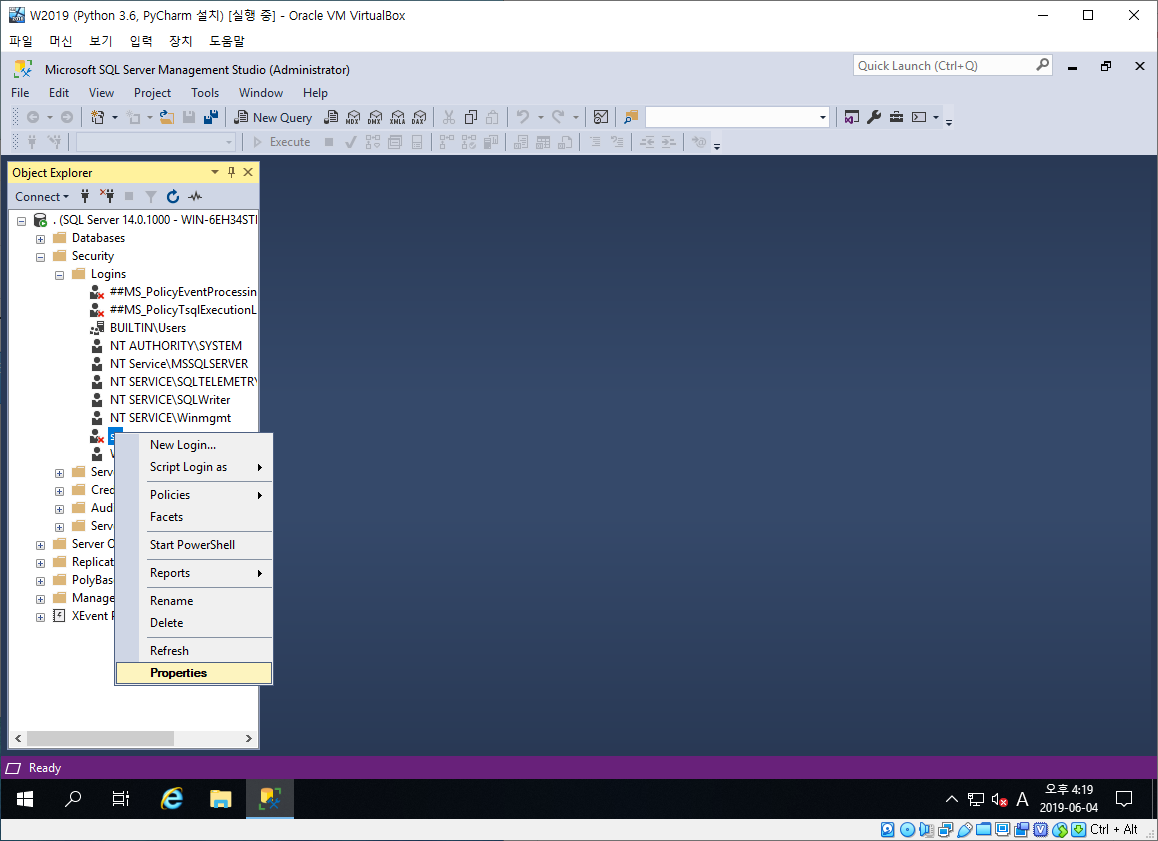 W2019 (Python 3.6, PyCharm 설치) [실행 중] - Oracle VM VirtualBox
파일 머신 보기 입력 장치 도움말
Microsoft SQL Server Management Studio (Administrator)
Quick Launch (Ctrl+Q)
File Edit View Project Tools Window Help
New Query MDX DMX XMLA DAX
Execute
Object Explorer
Connect
. (SQL Server 14.0.1000 - WIN-6EH34STI
Databases
Security
Logins
##MS_PolicyEventProcessin
##MS_PolicyTsqlExecutionL
BUILTIN\Users
NT AUTHORITY\SYSTEM
NT Service\MSSQLSERVER
NT SERVICE\SQLTELEMETRY
NT SERVICE\SQLWriter
NT SERVICE\Winmgmt
Serv
Cred
Aud
Serv
Server O
Replicat
PolyBas
Manage
XEvent P
New Login...
Script Login as
Policies
Facets
Start PowerShell
Reports
Rename
Delete
Refresh
Properties
Ready
A
오후 4:19
2019-06-04
Ctrl + Alt